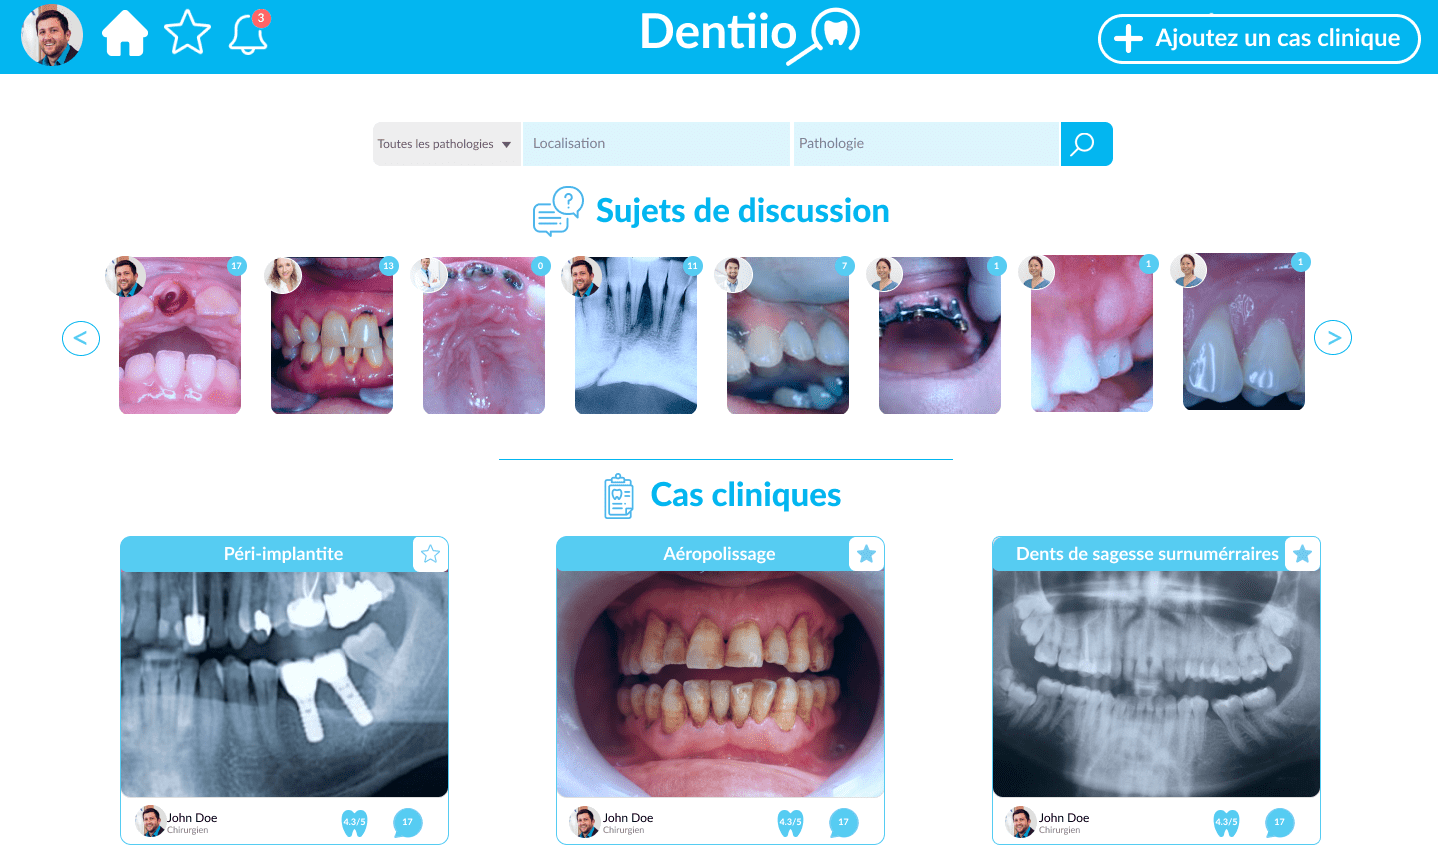 3
Dentiio
Ajoutez un cas clinique
Toutes les pathologies
Localisation
Pathologie
?
Sujets de discussion
17
13
0
11
7
1
1
1
<
>
Cas cliniques
Péri-implantite
Aéropolissage
Dents de sagesse surnumérraires
John Doe
Chirurgien
4.3/5
17
John Doe
Chirurgien
4.3/5
17
John Doe
Chirurgien
4.3/5
17